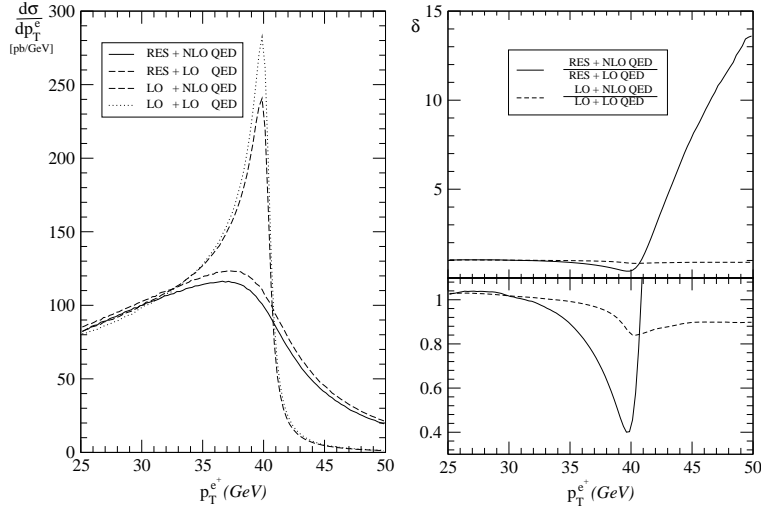 dσ
dp_T^e
[pb/GeV]
300
250
200
150
100
50
0
RES + NLO QED
RES + LO QED
LO + NLO QED
LO + LO QED
25 30 35 40 45 50
p_T^{e^+} (GeV)
δ
15
10
5
RES + NLO QED
RES + LO QED
LO + NLO QED
LO + LO QED
1
0.8
0.6
0.4
25 30 35 40 45 50
p_T^{e^+} (GeV)